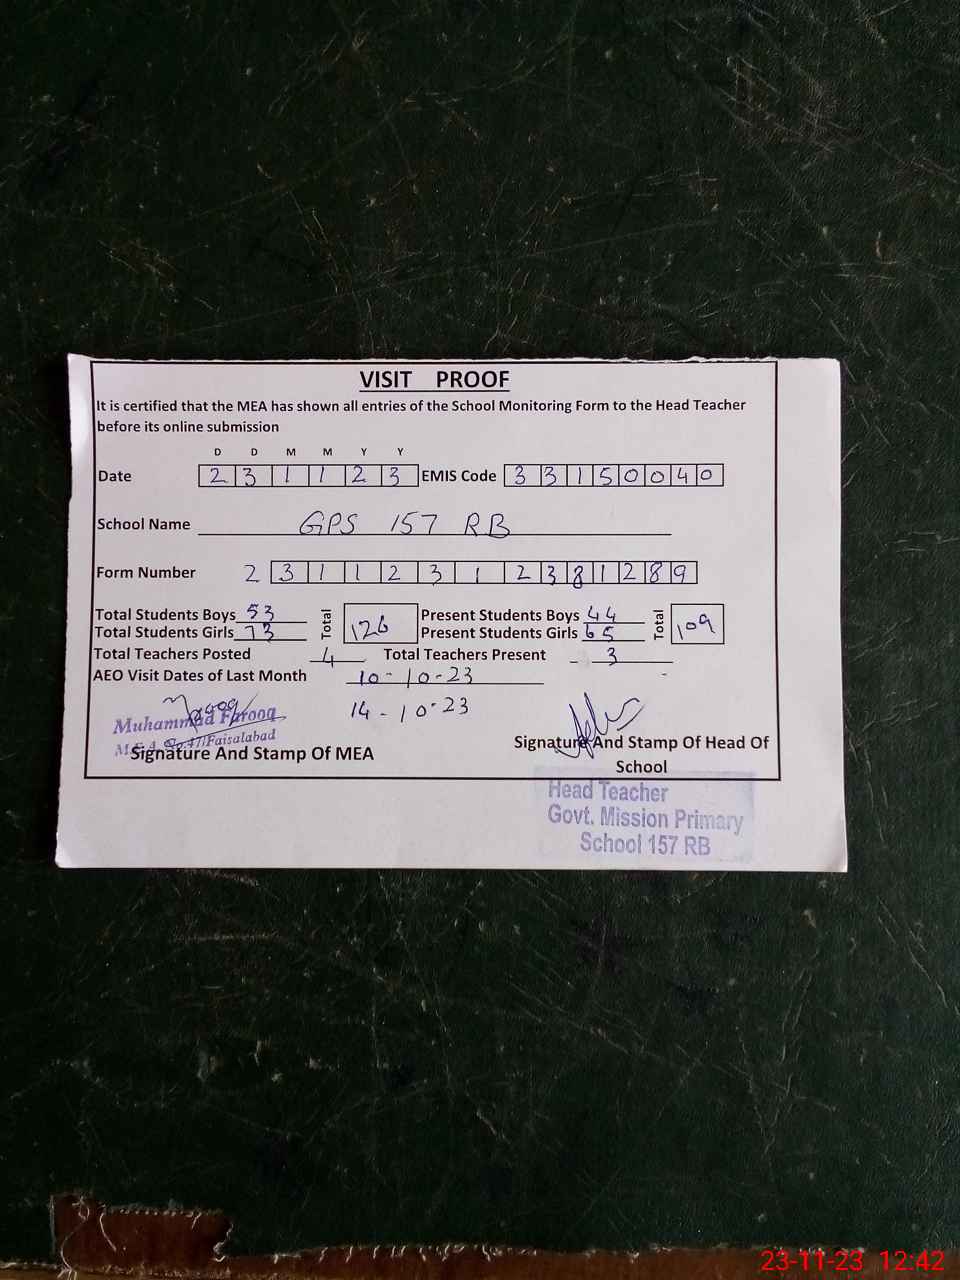 VISIT PROOF
It is certified that the MEA has shown all entries of the School Monitoring Form to the Head Teacher
before its online submission
D D M M Y Y
Date 2 3 1 1 2 3 EMIS Code 3 3 1 5 0 0 4 0
School Name GPS 157 RB
Form Number 2 3 1 1 2 3 1 2 3 8 1 2 8 9
Total Students Boys 53 Total 126 Present Students Boys 44 Total 109
Total Students Girls 73 Present Students Girls 65
Total Teachers Posted 4 Total Teachers Present 3
AEO Visit Dates of Last Month 10-10-23
14-10-23
Muhammad Farooq
M.E.A No.47/Faisalabad
Signature And Stamp Of MEA
Signature And Stamp Of Head Of
School
Head Teacher
Govt. Mission Primary
School 157 RB
23-11-23 12:42